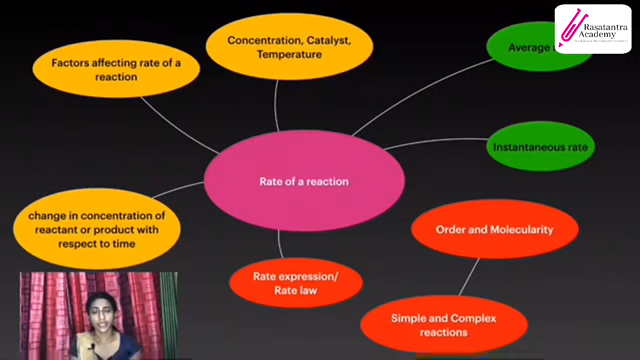 Rasatantra
Academy
Concentration, Catalyst,
Temperature
Average
Factors affecting rate of a
reaction
Instantaneous rate
Rate of a reaction
change in concentration of
reactant or product with
respect to time
Order and Molecularity
Rate expression/
Rate law
Simple and Complex
reactions